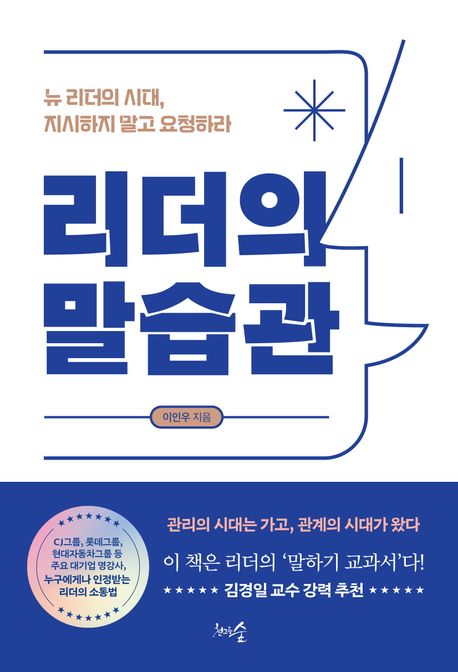 뉴 리더의 시대,
지시하지 말고 요청하라
리더의
말습관
이인우 지음
CJ그룹, 롯데그룹,
현대자동차그룹 등
주요 대기업 명강사,
누구에게나 인정받는
리더의 소통법
관리의 시대는 가고, 관계의 시대가 왔다
이 책은 리더의 ‘말하기 교과서’다!
★★★★★ 김경일 교수 강력 추천 ★★★★★
천그루숲